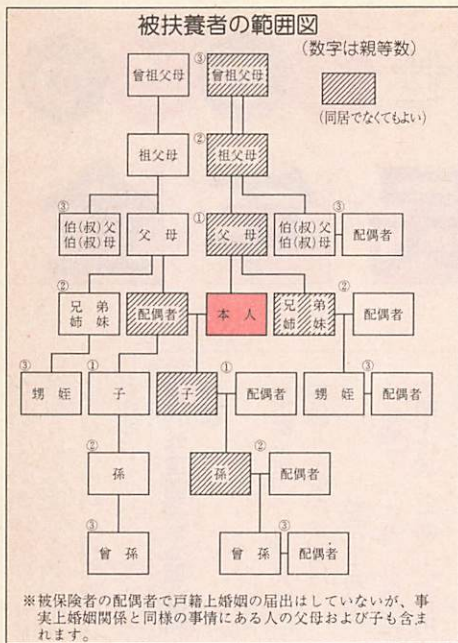 被扶養者の範囲図
(数字は親等数)
(同居でなくてもよい)
曾祖父母
③
曾祖父母
祖父母
②
祖父母
③
伯(叔)父
伯(叔)母
父 母
①
父 母
伯(叔)父
伯(叔)母
③
配偶者
②
兄 弟
姉 妹
配偶者
本 人
兄 弟
姉 妹
②
配偶者
③
甥 姪
①
子
子
①
配偶者
甥 姪
③
配偶者
②
孫
孫
②
配偶者
③
曾 孫
曾 孫
③
配偶者
※被保険者の配偶者で戸籍上婚姻の届出はしていないが、事
実上婚姻関係と同様の事情にある人の父母および子も含ま
れます。